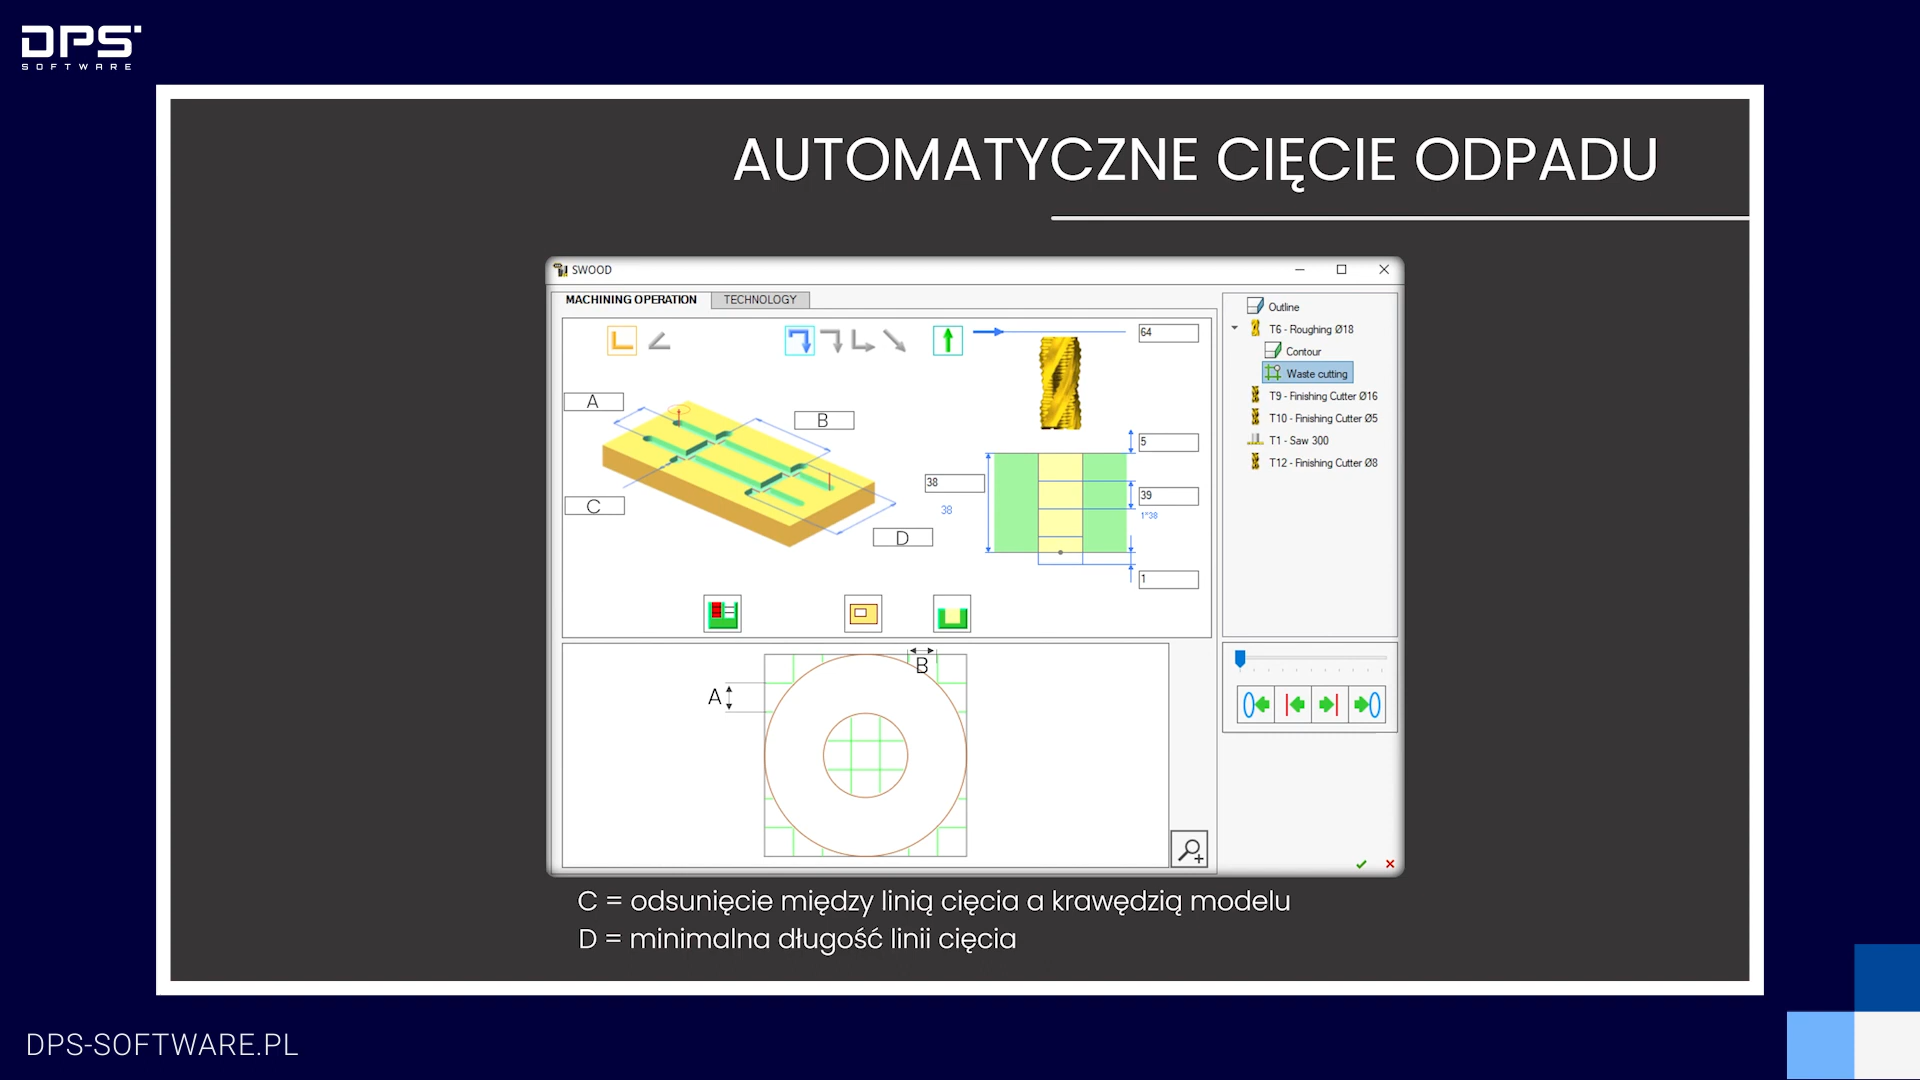 DPS
SOFTWARE
AUTOMATYCZNE CIĘCIE ODPADU
SWOOD
MACHINING OPERATION
TECHNOLOGY
64
A
B
C
D
5
38
38
39
1*38
1
Outline
T6 - Roughing Ø18
Contour
Waste cutting
T9 - Finishing Cutter Ø16
T10 - Finishing Cutter Ø5
T1 - Saw 300
T12 - Finishing Cutter Ø8
B
A
C = odsunięcie między linią cięcia a krawędzią modelu
D = minimalna długość linii cięcia
DPS-SOFTWARE.PL